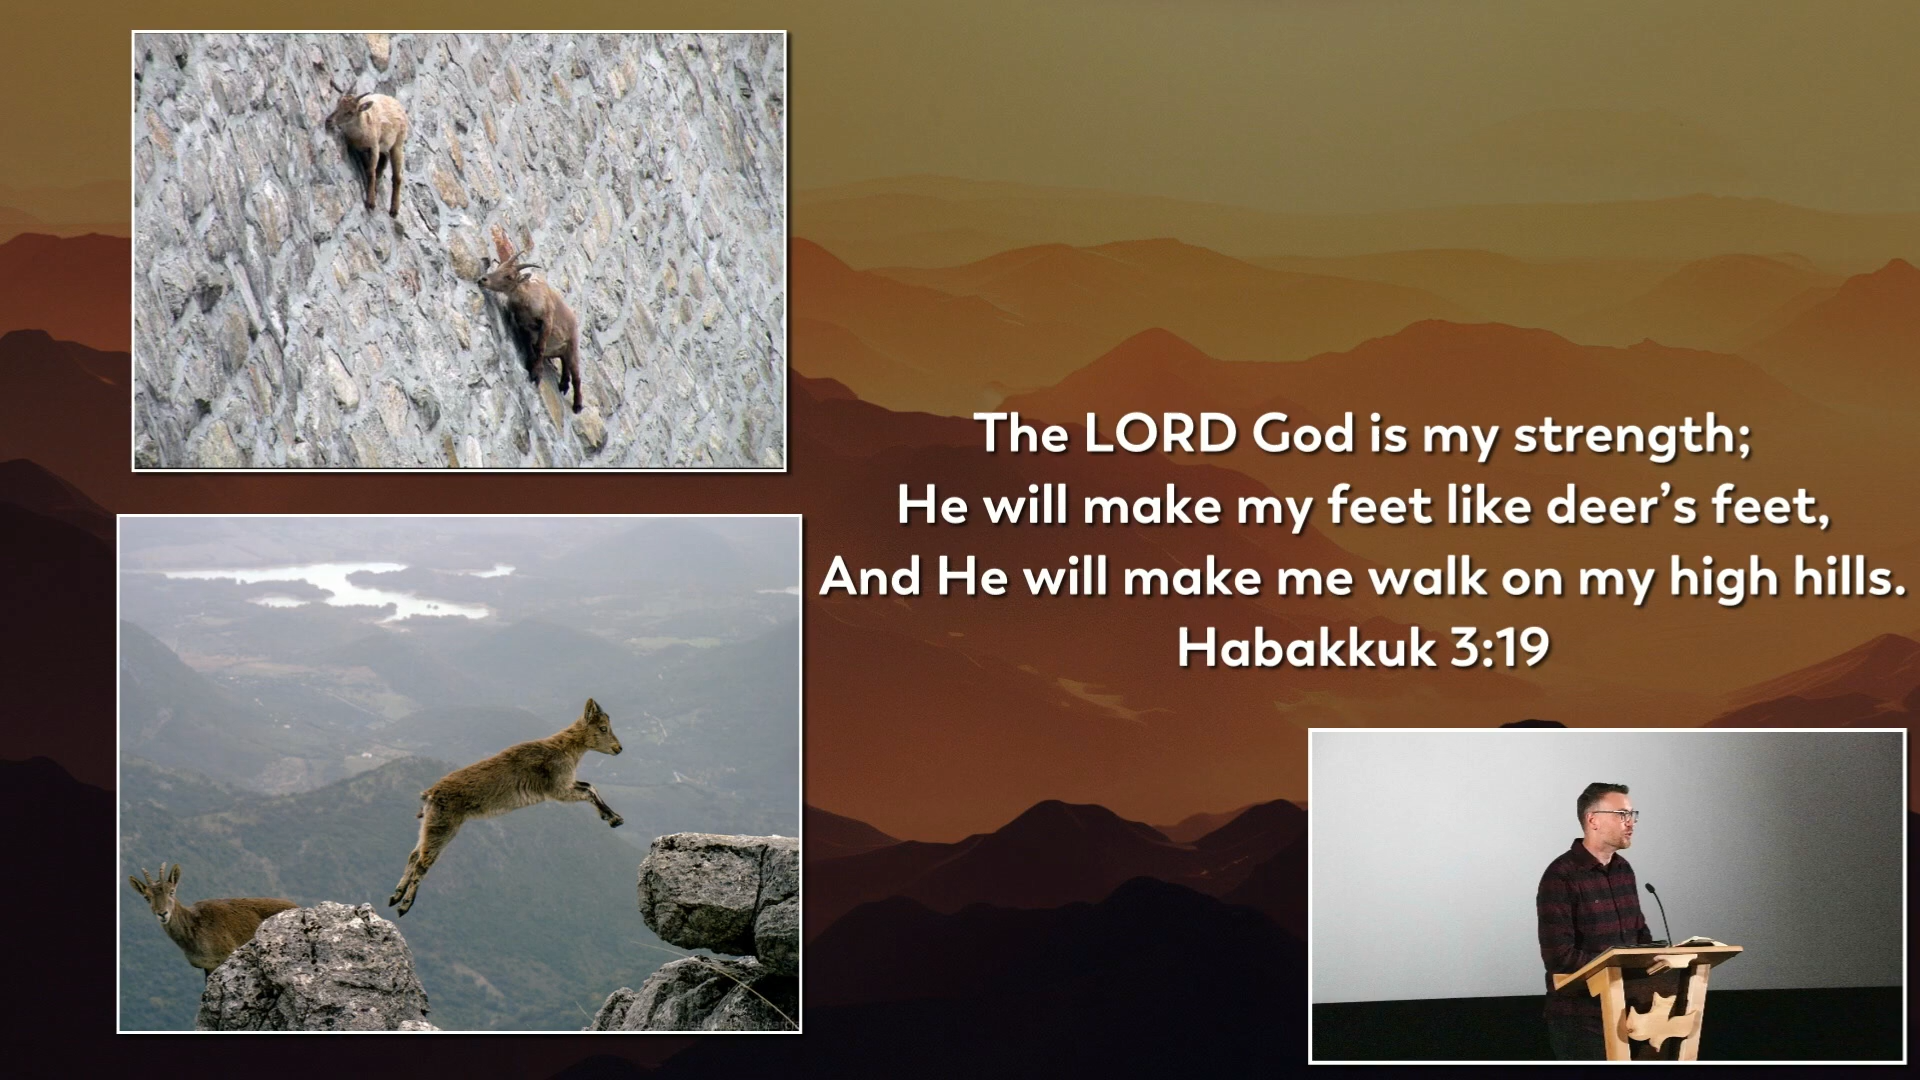 The LORD God is my strength;
He will make my feet like deer’s feet,
And He will make me walk on my high hills.
Habakkuk 3:19